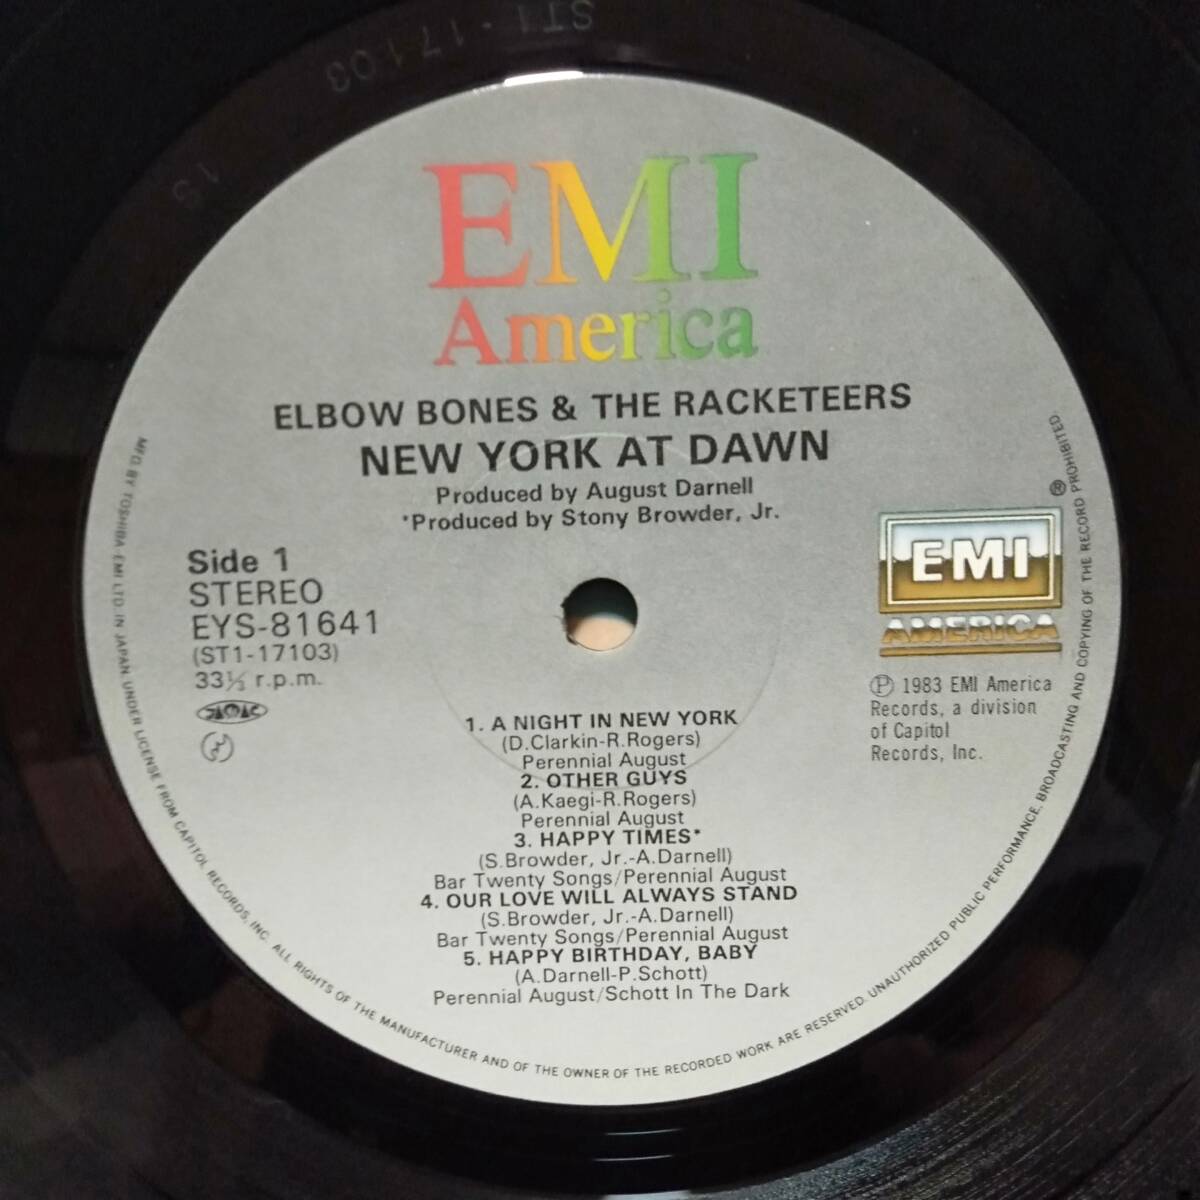 ST1-17103
1S
EMI
America
ELBOW BONES & THE RACKETEERS
NEW YORK AT DAWN
Produced by August Darnell
*Produced by Stony Browder, Jr.
Side 1
STEREO
EYS-81641
(ST1-17103)
33⅓ r.p.m.
EMI
AMERICA
Ⓟ 1983 EMI America
Records, a division
of Capitol
Records, Inc.
1. A NIGHT IN NEW YORK
(D.Clarkin-R.Rogers)
Perennial August
2. OTHER GUYS
(A.Kaegi-R.Rogers)
Perennial August
3. HAPPY TIMES*
(S.Browder, Jr.-A.Darnell)
Bar Twenty Songs/Perennial August
4. OUR LOVE WILL ALWAYS STAND
(S.Browder, Jr.-A.Darnell)
Bar Twenty Songs/Perennial August
5. HAPPY BIRTHDAY, BABY
(A.Darnell-P.Schott)
Perennial August/Schott In The Dark
MFG. BY TOSHIBA-EMI LTD. IN JAPAN, UNDER LICENSE FROM CAPITOL RECORDS, INC. ALL RIGHTS OF THE MANUFACTURER AND OF THE OWNER OF THE RECORDED WORK ARE RESERVED. UNAUTHORIZED PUBLIC PERFORMANCE, BROADCASTING AND COPYING OF THE RECORD PROHIBITED. ®